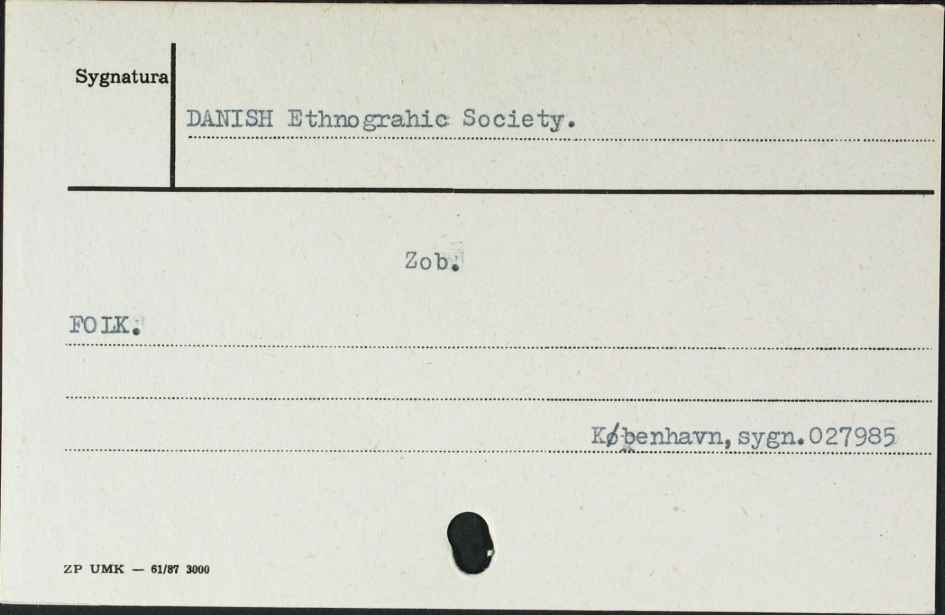 Sygnatura
DANISH Ethnograhic Society.
Zob.
FOLK.
København, sygn.027985
ZP UMK — 61/87 3000